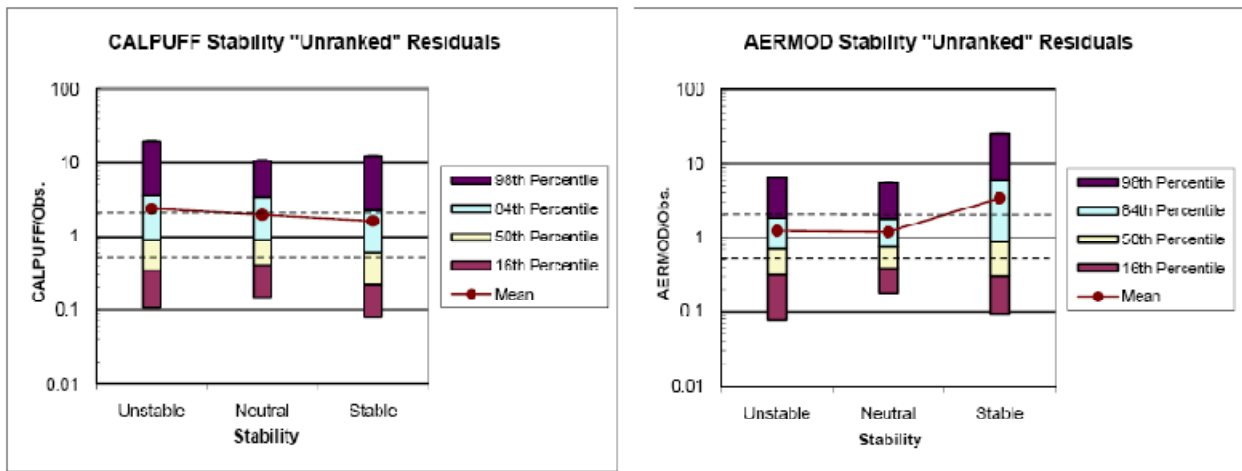 CALPUFF Stability "Unranked" Residuals
CALPUFF/Obs.
100
10
1
0.1
0.01
Unstable Neutral Stable
Stability
98th Percentile
04th Percentile
50th Percentile
16th Percentile
Mean
AERMOD Stability "Unranked" Residuals
AERMOD/Obs.
100
10
1
0.1
0.01
Unstable Neutral Stable
Stability
98th Percentile
84th Percentile
50th Percentile
16th Percentile
Mean